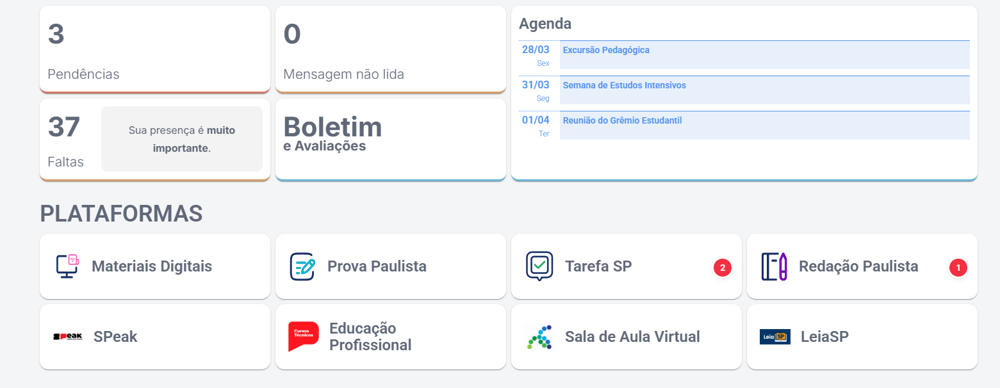 3
Pendências
0
Mensagem não lida
37
Faltas
Sua presença é muito
importante.
Boletim
e Avaliações
Agenda
28/03
Sex
Excursão Pedagógica
31/03
Seg
Semana de Estudos Intensivos
01/04
Ter
Reunião do Grêmio Estudantil
PLATAFORMAS
Materiais Digitais
Prova Paulista
Tarefa SP
2
Redação Paulista
1
SPeak
SPeak
Cursos
Técnicos
Educação
Profissional
Sala de Aula Virtual
Leia SP
LeiaSP